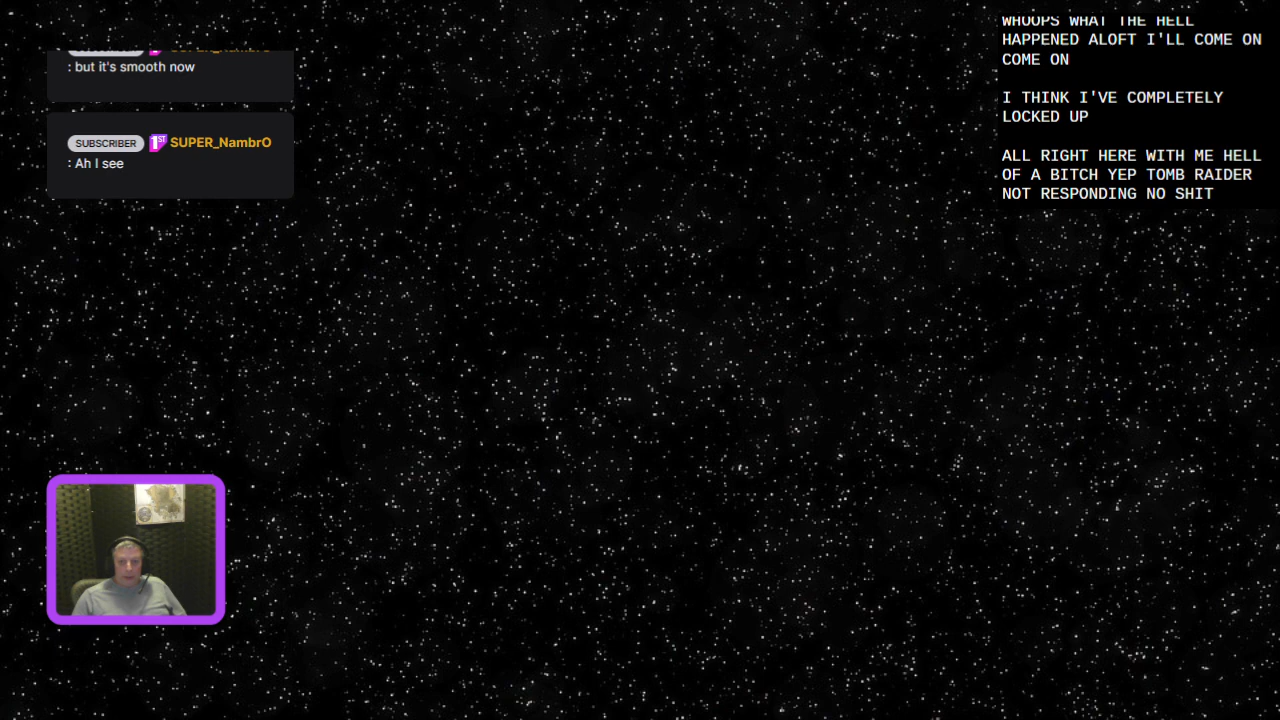 : but it's smooth now
SUBSCRIBER 1ST SUPER_NambrO
: Ah I see
WHOOPS WHAT THE HELL
HAPPENED ALOFT I'LL COME ON
COME ON
I THINK I'VE COMPLETELY
LOCKED UP
ALL RIGHT HERE WITH ME HELL
OF A BITCH YEP TOMB RAIDER
NOT RESPONDING NO SHIT